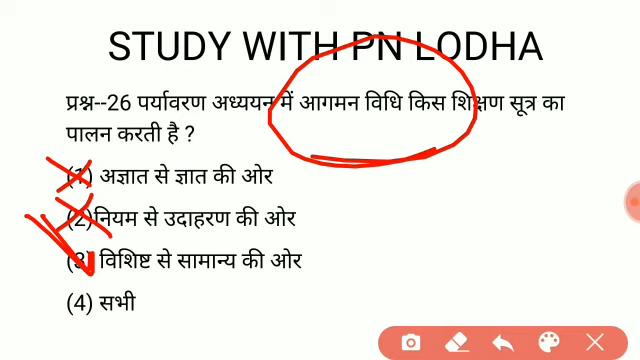 STUDY WITH PN LODHA
प्रश्न--26 पर्यावरण अध्ययन में आगमन विधि किस शिक्षण सूत्र का
पालन करती है ?
(1) अज्ञात से ज्ञात की ओर
(2)नियम से उदाहरण की ओर
(3) विशिष्ट से सामान्य की ओर
(4) सभी